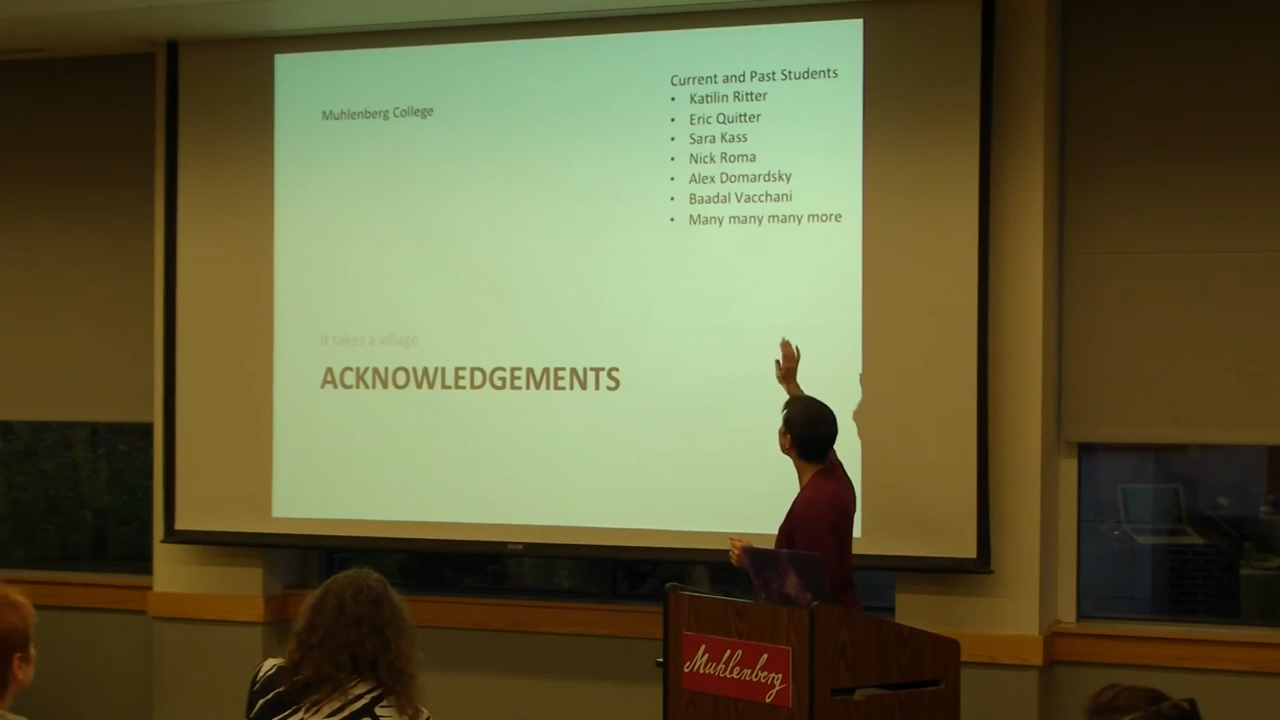 Muhlenberg College
Current and Past Students
• Katilin Ritter
• Eric Quitter
• Sara Kass
• Nick Roma
• Alex Domardsky
• Baadal Vacchani
• Many many many more
It takes a village
ACKNOWLEDGEMENTS
Muhlenberg